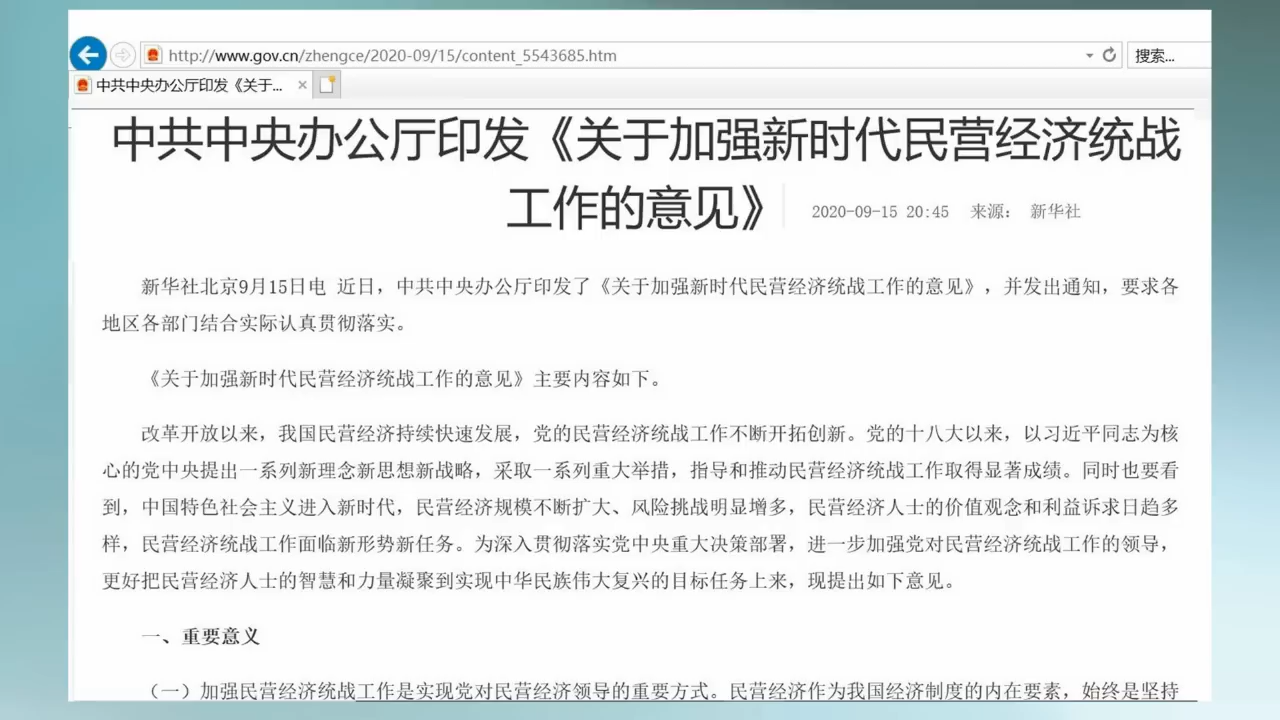 http://www.gov.cn/zhengce/2020-09/15/content_5543685.htm
搜索...
中共中央办公厅印发《关于...
中共中央办公厅印发《关于加强新时代民营经济统战
工作的意见》
2020-09-15 20:45 来源： 新华社
新华社北京9月15日电 近日，中共中央办公厅印发了《关于加强新时代民营经济统战工作的意见》，并发出通知，要求各
地区各部门结合实际认真贯彻落实。
《关于加强新时代民营经济统战工作的意见》主要内容如下。
改革开放以来，我国民营经济持续快速发展，党的民营经济统战工作不断开拓创新。党的十八大以来，以习近平同志为核
心的党中央提出一系列新理念新思想新战略，采取一系列重大举措，指导和推动民营经济统战工作取得显著成绩。同时也要看
到，中国特色社会主义进入新时代，民营经济规模不断扩大、风险挑战明显增多，民营经济人士的价值观念和利益诉求日趋多
样，民营经济统战工作面临新形势新任务。为深入贯彻落实党中央重大决策部署，进一步加强党对民营经济统战工作的领导，
更好把民营经济人士的智慧和力量凝聚到实现中华民族伟大复兴的目标任务上来，现提出如下意见。
一、重要意义
（一）加强民营经济统战工作是实现党对民营经济领导的重要方式。民营经济作为我国经济制度的内在要素，始终是坚持